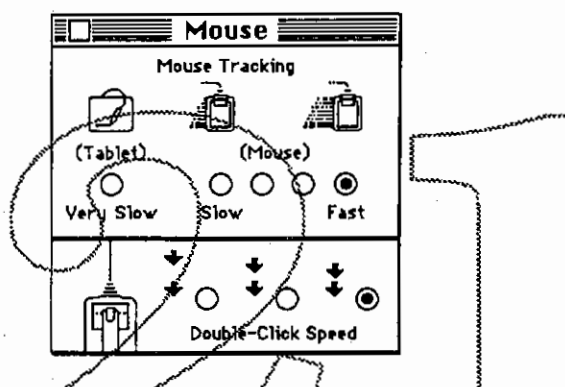 Mouse
Mouse Tracking
(Tablet) (Mouse)
Very Slow Slow Fast
Double-Click Speed